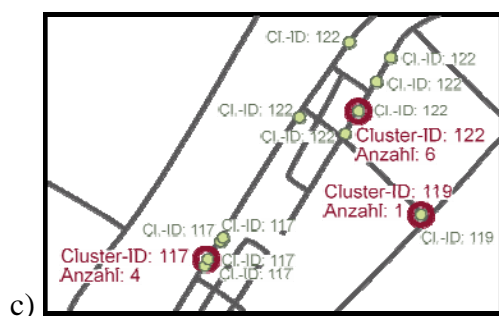 Cl.-ID: 122
Cl.-ID: 122
Cl.-ID: 122
Cl.-ID: 122
Cl.-ID: 122
Cl.-ID: 122
Cluster-ID: 122
Anzahl: 6
Cluster-ID: 119
Anzahl: 1
Cl.-ID: 119
Cl.-ID: 117
Cl.-ID: 117
Cluster-ID: 117
Anzahl: 4
Cl.-ID: 117
Cl.-ID: 117
c)